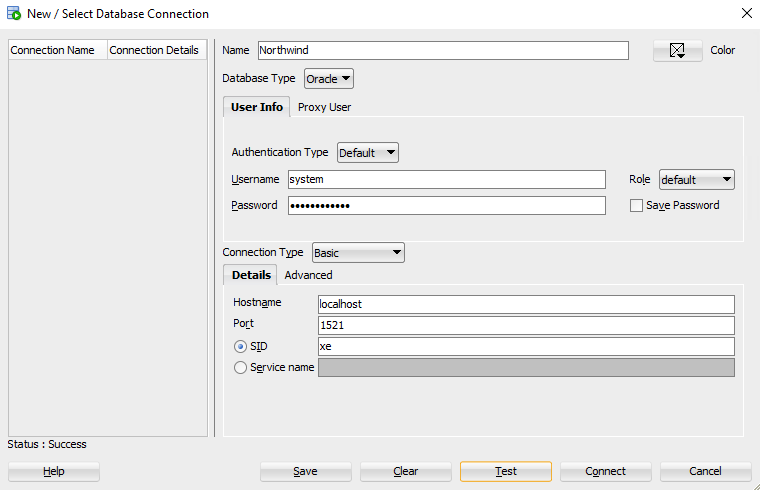 New / Select Database Connection
Connection Name Connection Details
Name Northwind Color
Database Type Oracle
User Info Proxy User
Authentication Type Default
Username system Role default
Password •••••••••••• Save Password
Connection Type Basic
Details Advanced
Hostname localhost
Port 1521
SID xe
Service name
Status : Success
Help Save Clear Test Connect Cancel